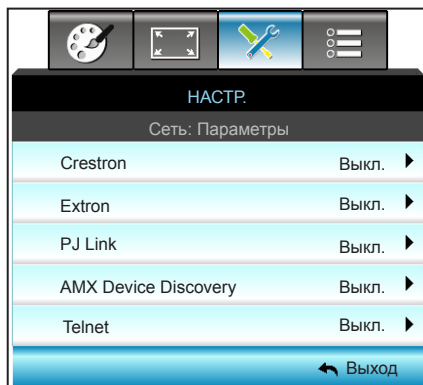 НАСТР.
Сеть: Параметры
Crestron Выкл.
Extron Выкл.
PJ Link Выкл.
AMX Device Discovery Выкл.
Telnet Выкл.
Выход